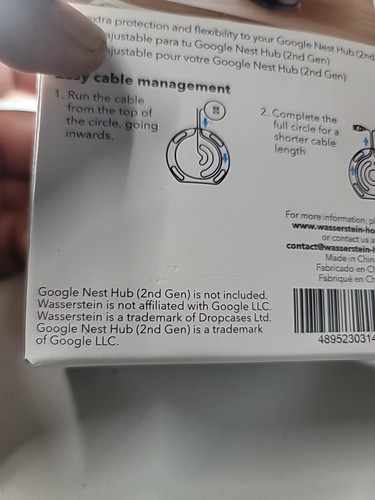 extra protection and flexibility to your Google Nest Hub (2nd
ajustable para tu Google Nest Hub (2nd Gen)
ajustable pour votre Google Nest Hub (2nd Gen)
Easy cable management
1. Run the cable
from the top of
the circle, going
inwards.
2. Complete the
full circle for a
shorter cable
length
For more information, pl
www.wasserstein-ho
or contact us a
contact@wasserstein-h
Made in Chin
Fabricado en Ch
Fabriqué en Ch
Google Nest Hub (2nd Gen) is not included.
Wasserstein is not affiliated with Google LLC.
Wasserstein is a trademark of Dropcases Ltd.
Google Nest Hub (2nd Gen) is a trademark
of Google LLC.
4895230314